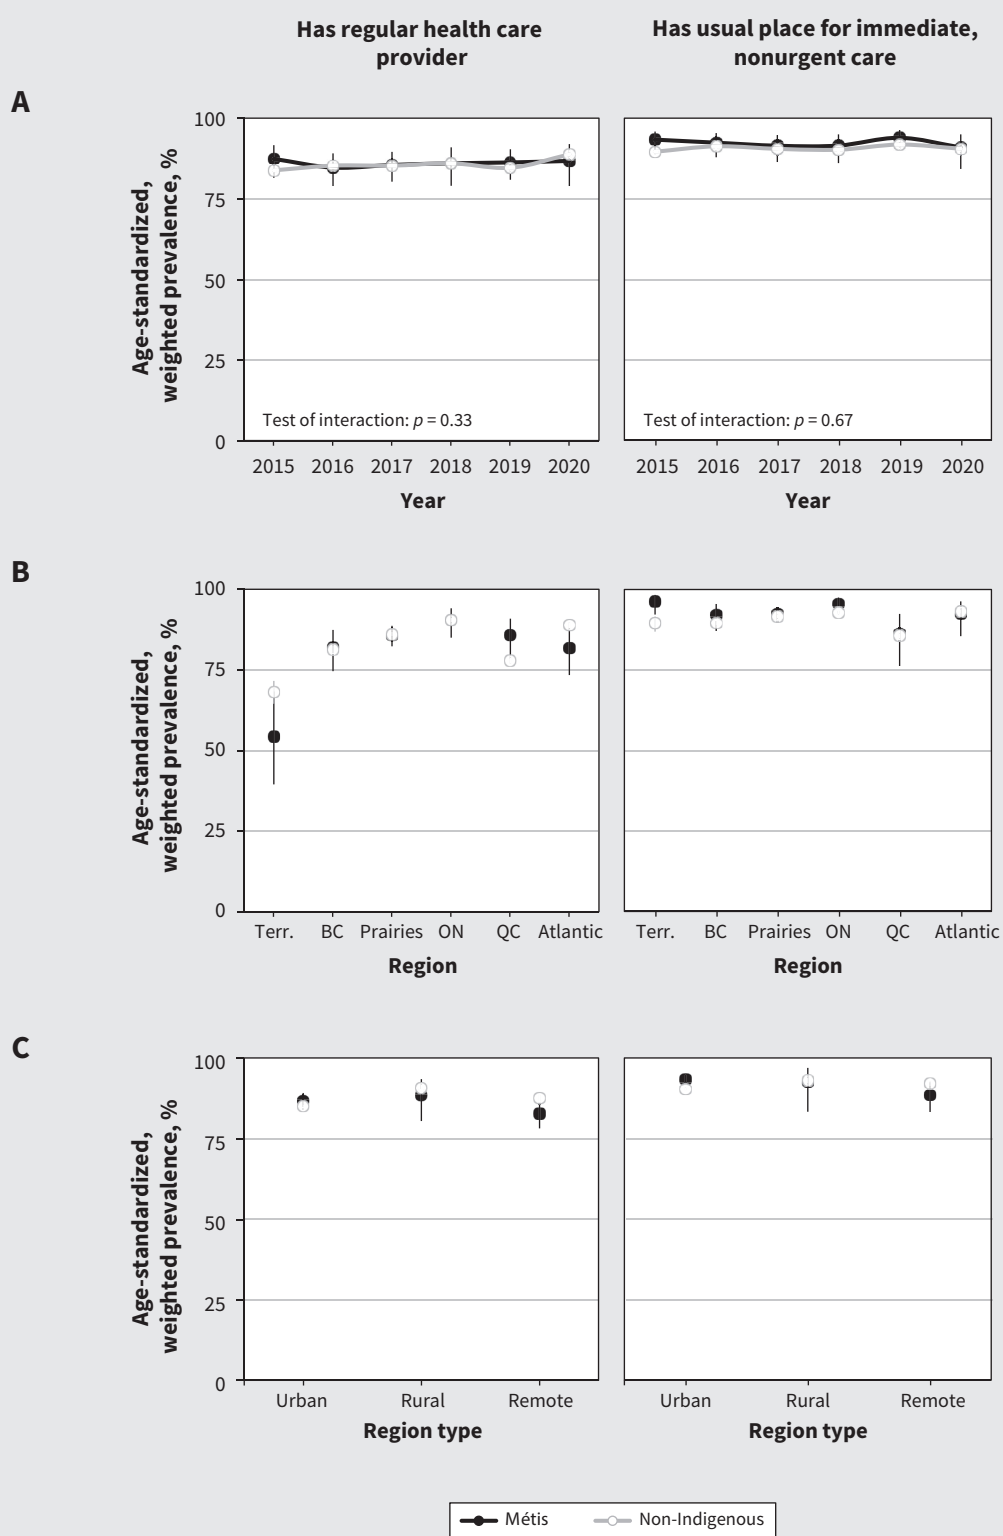 Has regular health care
provider
Has usual place for immediate,
nonurgent care
A
Age-standardized,
weighted prevalence, %
100
75
50
25
0
Test of interaction: p = 0.33
2015 2016 2017 2018 2019 2020
Year
Test of interaction: p = 0.67
2015 2016 2017 2018 2019 2020
Year
B
Age-standardized,
weighted prevalence, %
100
75
50
25
0
Terr. BC Prairies ON QC Atlantic
Region
Terr. BC Prairies ON QC Atlantic
Region
C
Age-standardized,
weighted prevalence, %
100
75
50
25
0
Urban Rural Remote
Region type
Urban Rural Remote
Region type
Métis Non-Indigenous